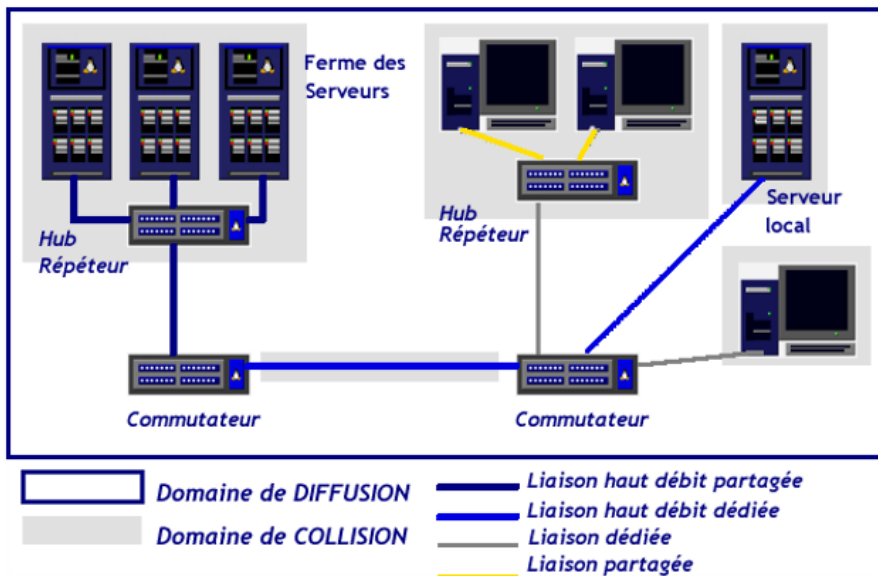 Ferme des
Serveurs
Hub
Répéteur
Hub
Répéteur
Serveur
local
Commutateur
Commutateur
Domaine de DIFFUSION
Domaine de COLLISION
Liaison haut débit partagée
Liaison haut débit dédiée
Liaison dédiée
Liaison partagée